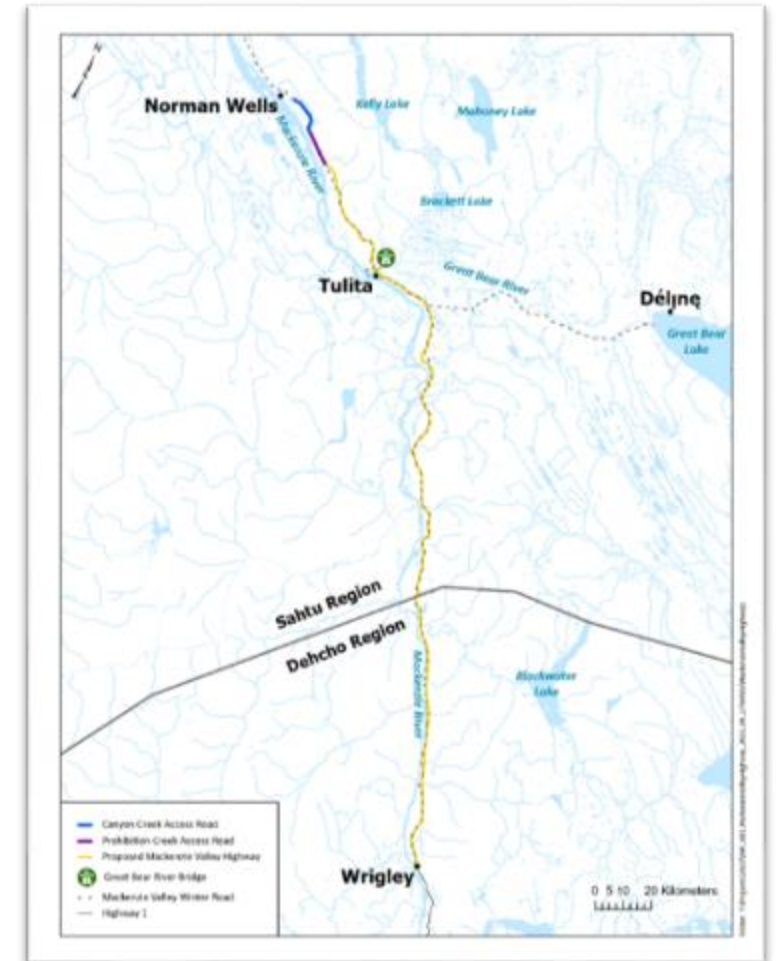 N
Norman Wells
Kelly Lake
Mahoney Lake
Mackenzie River
Brackett Lake
Great Bear River
Tulita
Délı̨nę
Great Bear
Lake
Sahtu Region
Dehcho Region
Mackenzie River
Blackwater
Lake
Wrigley
Canyon Creek Access Road
Prohibition Creek Access Road
Proposed Mackenzie Valley Highway
Great Bear River Bridge
Mackenzie Valley Winter Road
Highway 1
0 5 10 20 Kilometers